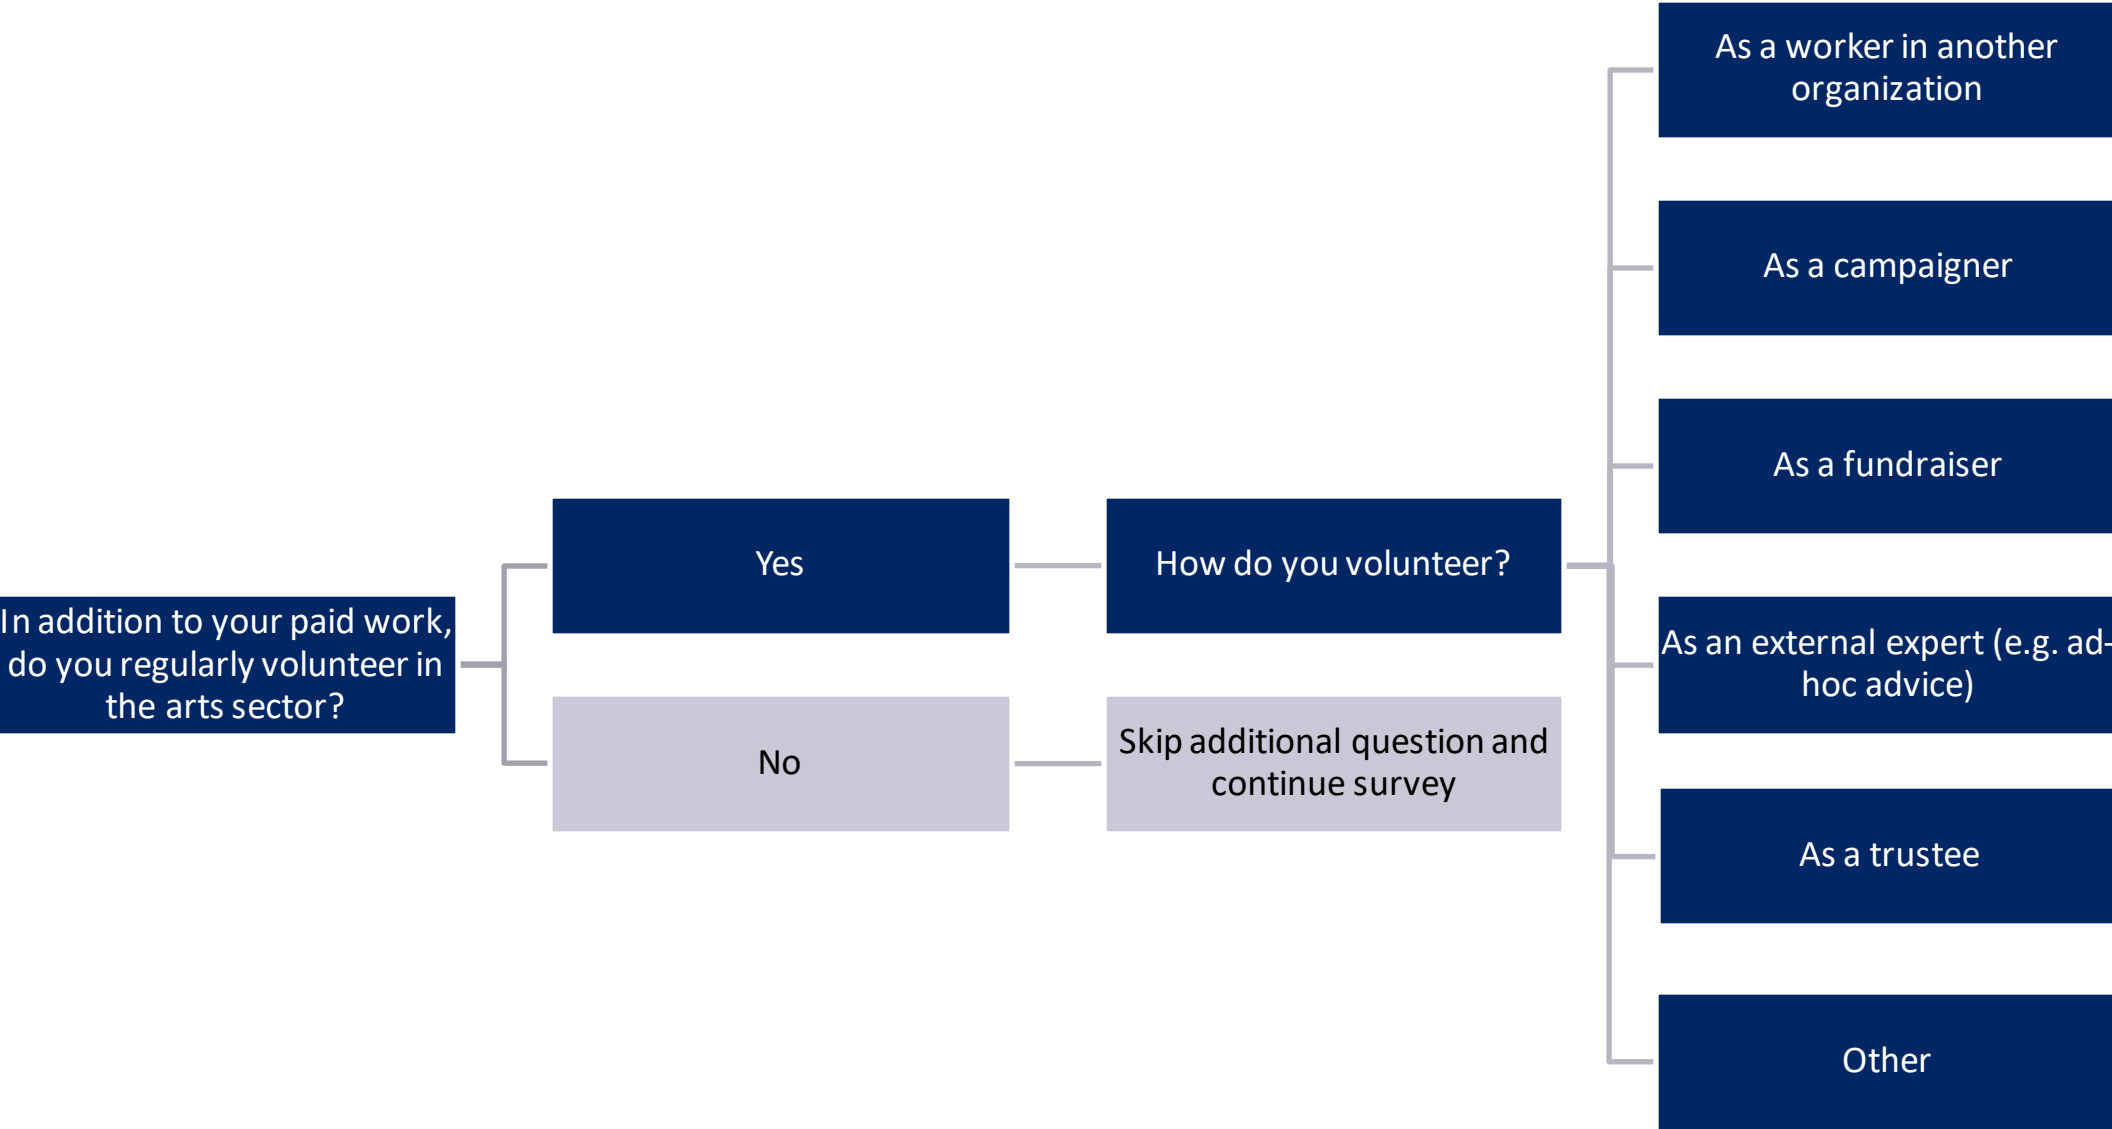 In addition to your paid work,
do you regularly volunteer in
the arts sector?
Yes
No
How do you volunteer?
Skip additional question and
continue survey
As a worker in another
organization
As a campaigner
As a fundraiser
As an external expert (e.g. ad-
hoc advice)
As a trustee
Other